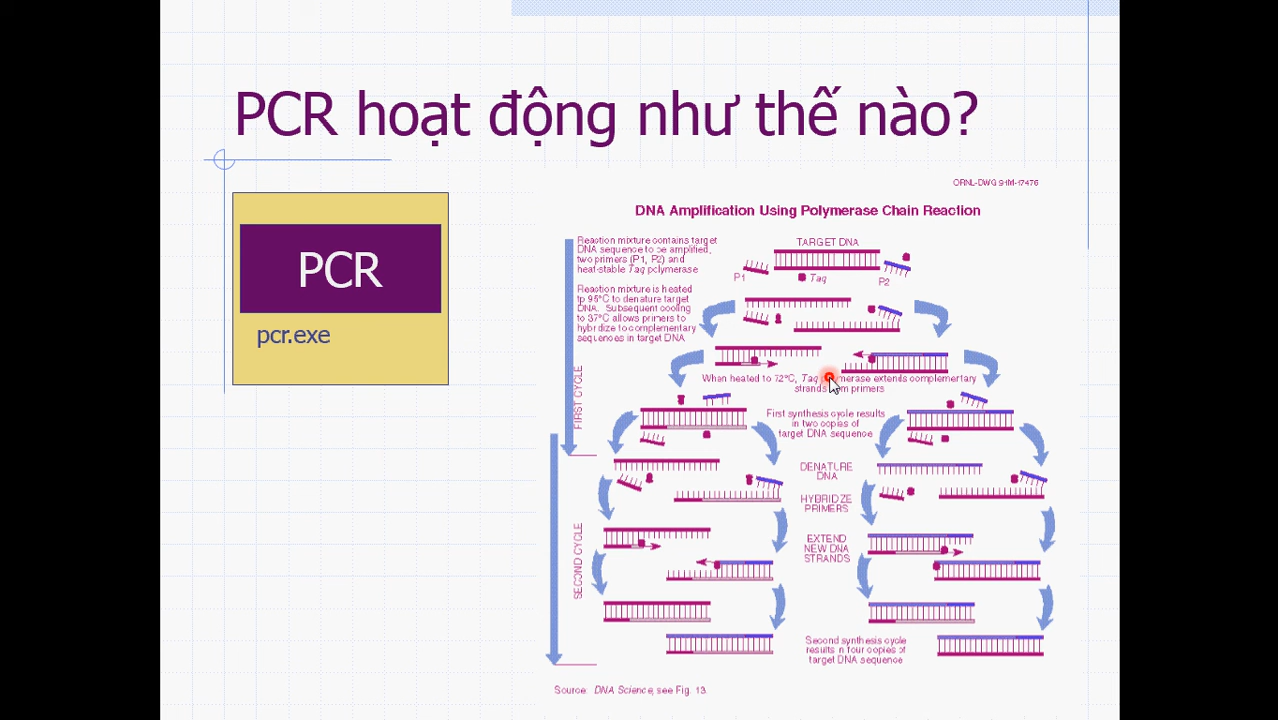 PCR hoạt động như thế nào?
PCR
pcr.exe
ORNL-DWG 91M-17476
DNA Amplification Using Polymerase Chain Reaction
Reaction mixture contains target
DNA sequence to be amplified,
two primers (P1, P2) and
heat-stable Taq polymerase
Reaction mixture is heated
to 95°C to denature target
DNA. Subsequent cooling
to 37°C allows primers to
hybridize to complementary
sequences in target DNA
TARGET DNA
P1
Taq
P2
When heated to 72°C, Taq polymerase extends complementary
strands from primers
FIRST CYCLE
First synthesis cycle results
in two copies of
target DNA sequence
DENATURE
DNA
HYBRIDIZE
PRIMERS
EXTEND
NEW DNA
STRANDS
SECOND CYCLE
Second synthesis cycle
results in four copies of
target DNA sequence
Source: DNA Science, see Fig. 13.